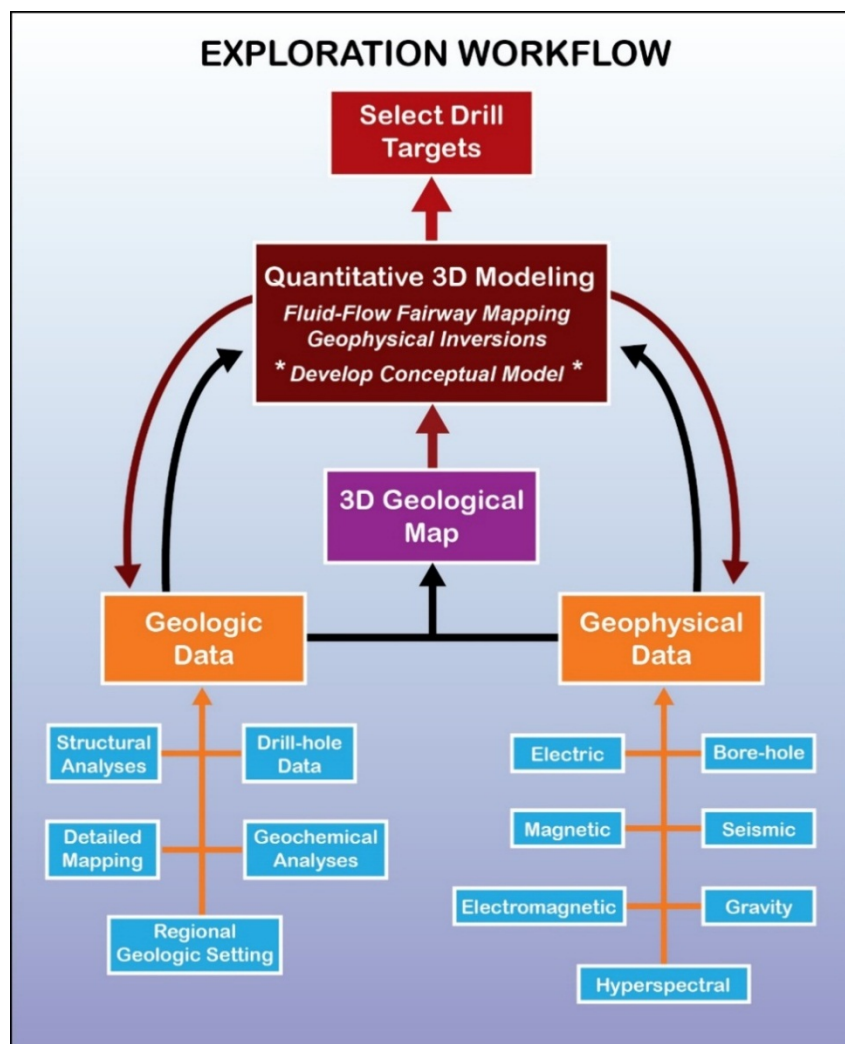 EXPLORATION WORKFLOW
Select Drill
Targets
Quantitative 3D Modeling
Fluid-Flow Fairway Mapping
Geophysical Inversions
* Develop Conceptual Model *
3D Geological
Map
Geologic
Data
Geophysical
Data
Structural
Analyses
Drill-hole
Data
Detailed
Mapping
Geochemical
Analyses
Regional
Geologic Setting
Electric
Bore-hole
Magnetic
Seismic
Electromagnetic
Gravity
Hyperspectral